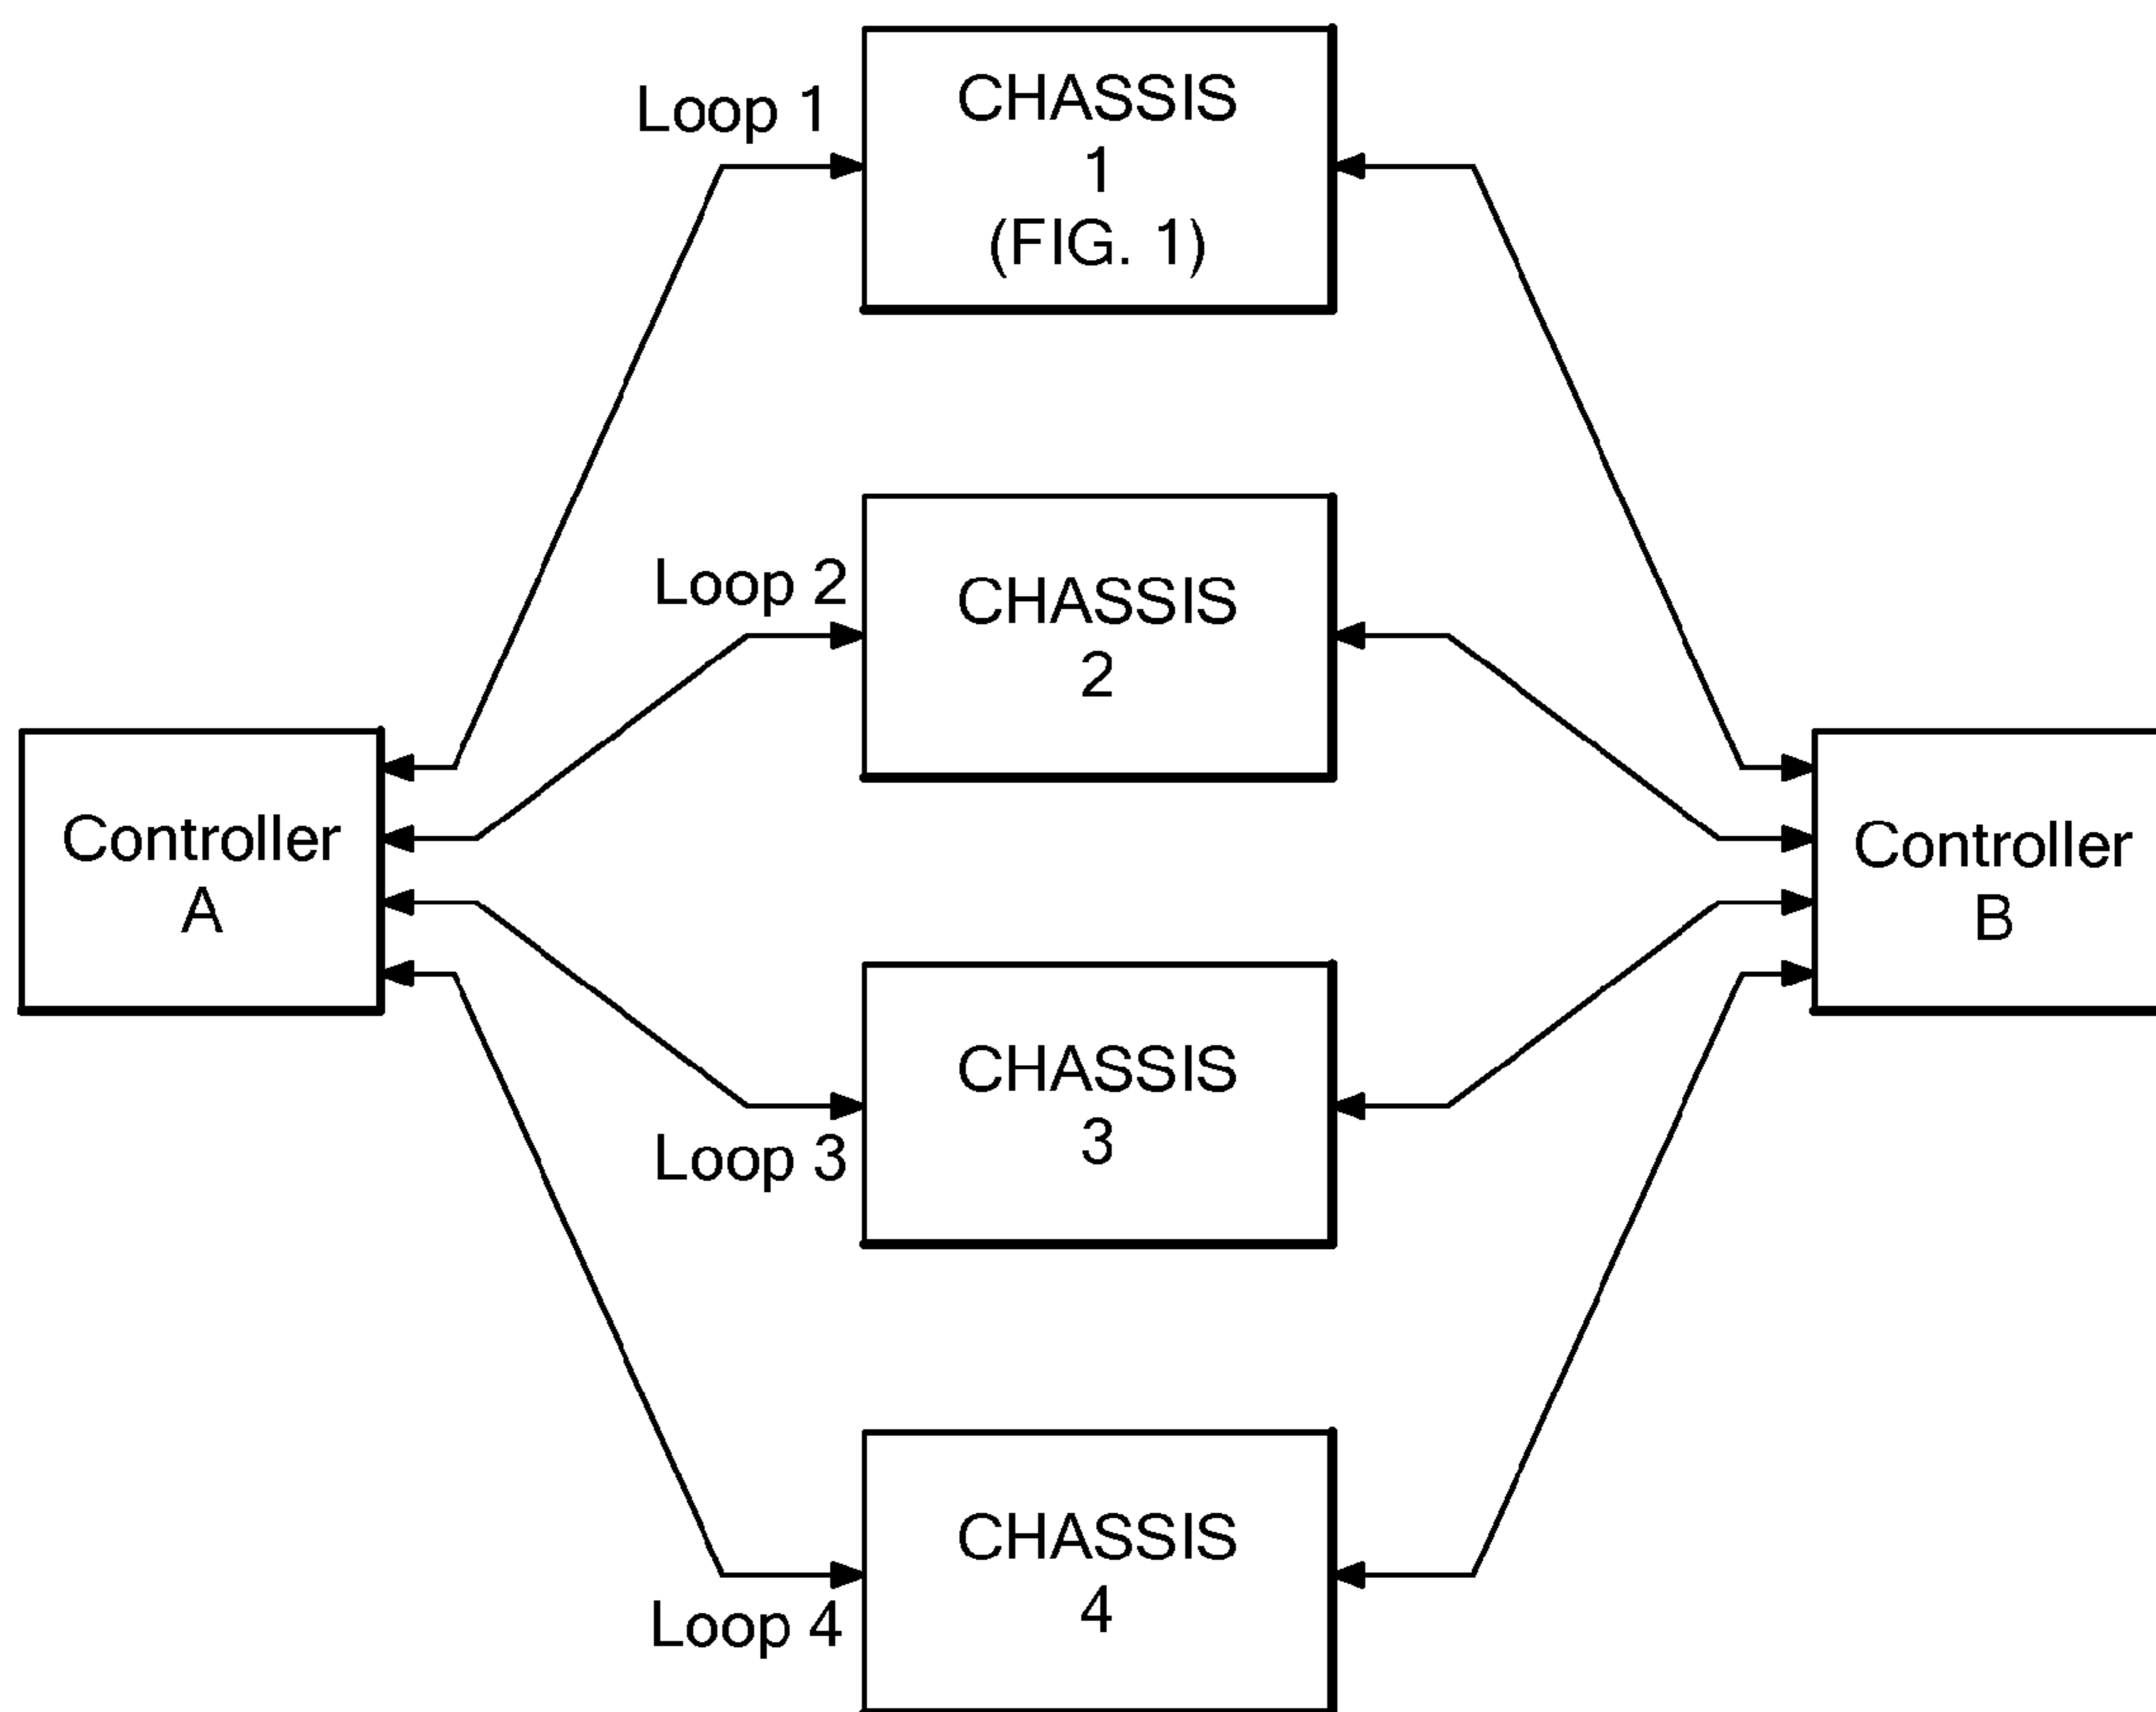 Loop 1
CHASSIS
1
(FIG. 1)
Loop 2
CHASSIS
2
Controller
A
Controller
B
CHASSIS
3
Loop 3
CHASSIS
4
Loop 4